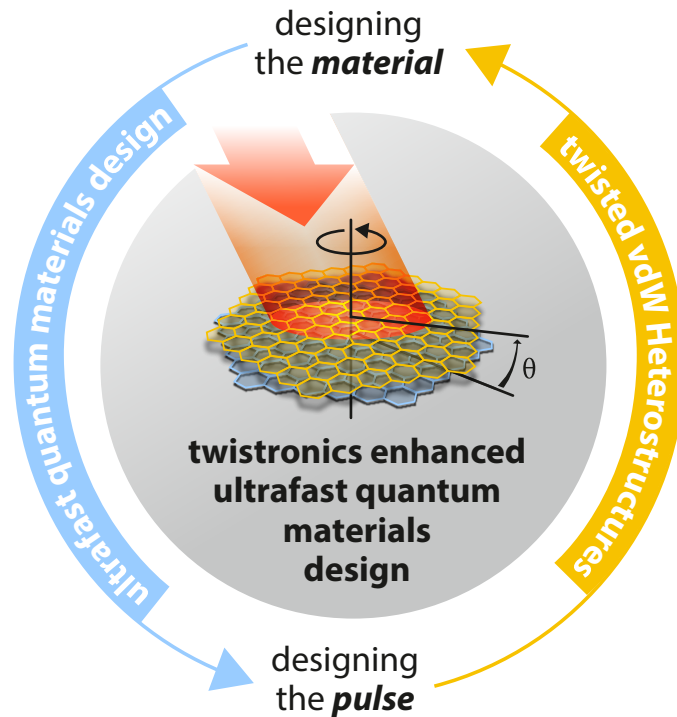 designing
the material
ultrafast quantum materials design
twisted vdW Heterostructures
θ
twistronics enhanced
ultrafast quantum
materials
design
designing
the pulse